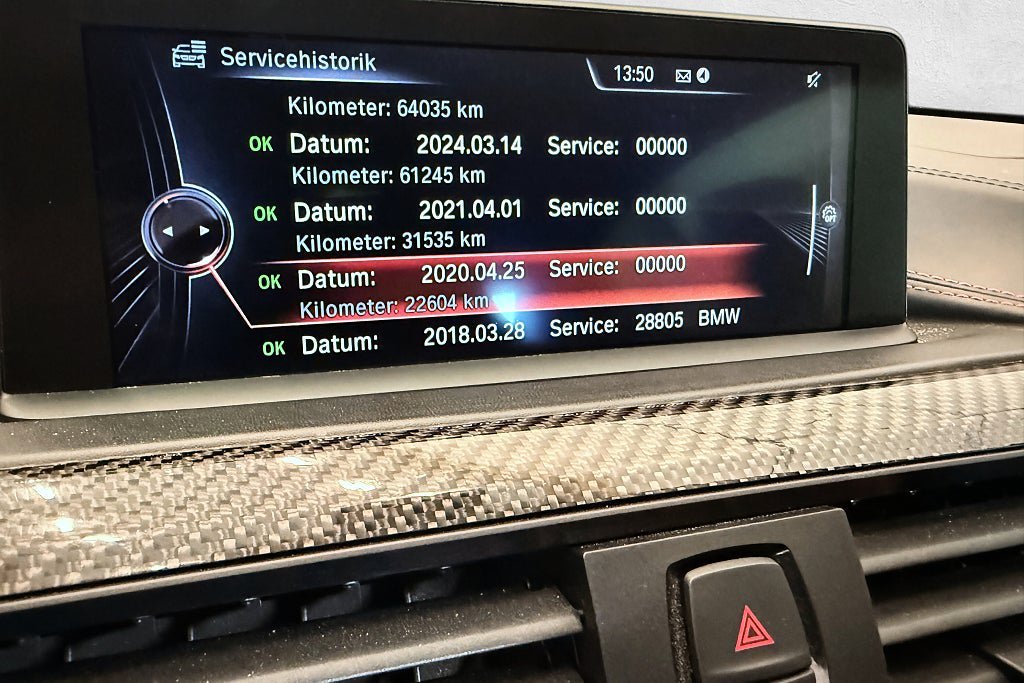 Servicehistorik
13:50
Kilometer: 64035 km
OK Datum: 2024.03.14 Service: 00000
Kilometer: 61245 km
OK Datum: 2021.04.01 Service: 00000
Kilometer: 31535 km
OK Datum: 2020.04.25 Service: 00000
Kilometer: 22604 km
OK Datum: 2018.03.28 Service: 28805 BMW
OPT